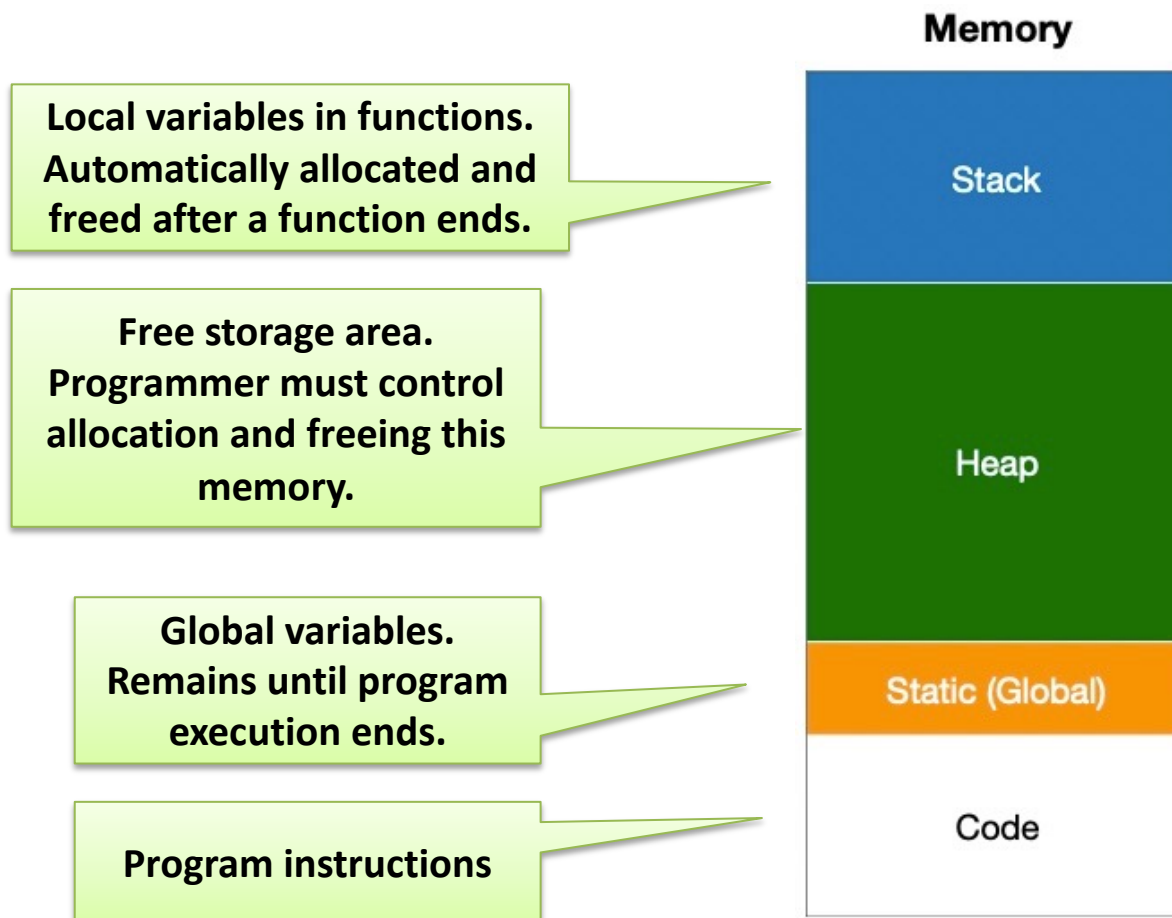 Memory
Local variables in functions.
Automatically allocated and
freed after a function ends.
Stack
Free storage area.
Programmer must control
allocation and freeing this
memory.
Heap
Global variables.
Remains until program
execution ends.
Static (Global)
Program instructions
Code